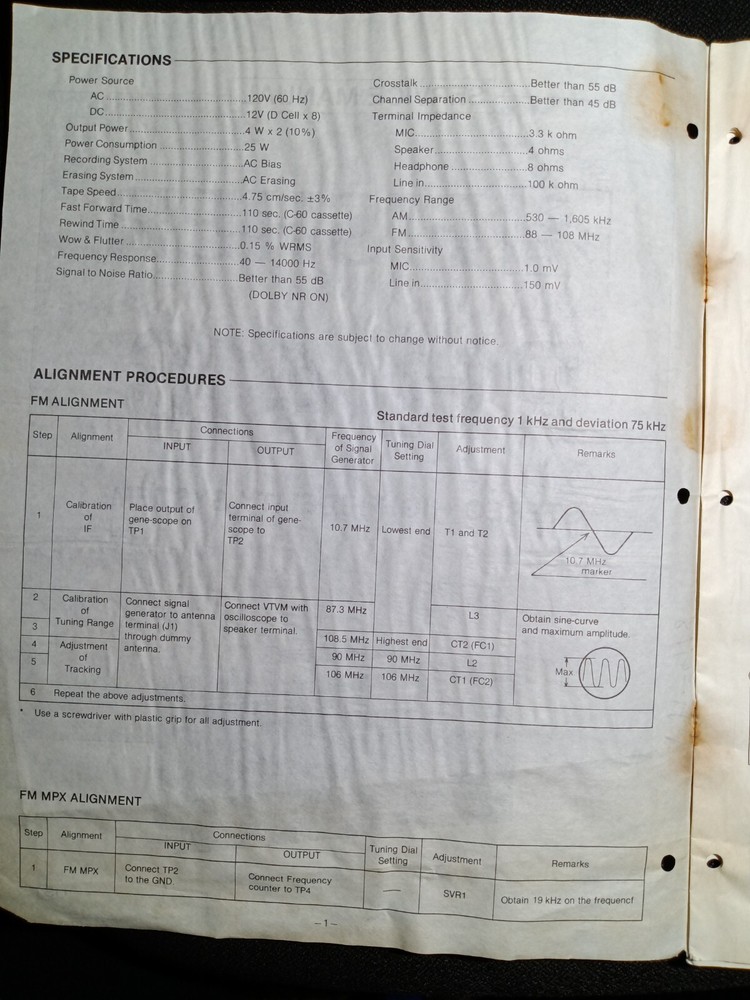 SPECIFICATIONS
Power Source
AC 120V (60 Hz)
DC 12V (D Cell x 8)
Output Power 4 W x 2 (10%)
Power Consumption 25 W
Recording System AC Bias
Erasing System AC Erasing
Tape Speed 4.75 cm/sec. ±3%
Fast Forward Time 110 sec. (C-60 cassette)
Rewind Time 110 sec. (C-60 cassette)
Wow & Flutter 0.15 % WRMS
Frequency Response 40 — 14000 Hz
Signal to Noise Ratio Better than 55 dB
(DOLBY NR ON)
Crosstalk Better than 55 dB
Channel Separation Better than 45 dB
Terminal Impedance
MIC 3.3 k ohm
Speaker 4 ohms
Headphone 8 ohms
Line in 100 k ohm
Frequency Range
AM 530 — 1,605 kHz
FM 88 — 108 MHz
Input Sensitivity
MIC 1.0 mV
Line in 150 mV
NOTE: Specifications are subject to change without notice.
ALIGNMENT PROCEDURES
FM ALIGNMENT
Standard test frequency 1 kHz and deviation 75 kHz
Step
Alignment
Connections
INPUT
OUTPUT
Frequency
of Signal
Generator
Tuning Dial
Setting
Adjustment
Remarks
1
Calibration
of
IF
Place output of
gene-scope on
TP1
Connect input
terminal of gene-
scope to
TP2
10.7 MHz
Lowest end
T1 and T2
10.7 MHz
marker
2
3
Calibration
of
Tuning Range
4
5
Adjustment
of
Tracking
Connect signal
generator to antenna
terminal (J1)
through dummy
antenna.
Connect VTVM with
oscilloscope to
speaker terminal.
87.3 MHz
L3
108.5 MHz
Highest end
CT2 (FC1)
90 MHz
90 MHz
L2
106 MHz
106 MHz
CT1 (FC2)
Obtain sine-curve
and maximum amplitude.
Max
6 Repeat the above adjustments.
* Use a screwdriver with plastic grip for all adjustment.
FM MPX ALIGNMENT
Step
Alignment
Connections
INPUT
OUTPUT
Tuning Dial
Setting
Adjustment
Remarks
1
FM MPX
Connect TP2
to the GND.
Connect Frequency
counter to TP4
—
SVR1
Obtain 19 kHz on the frequencf
–1–